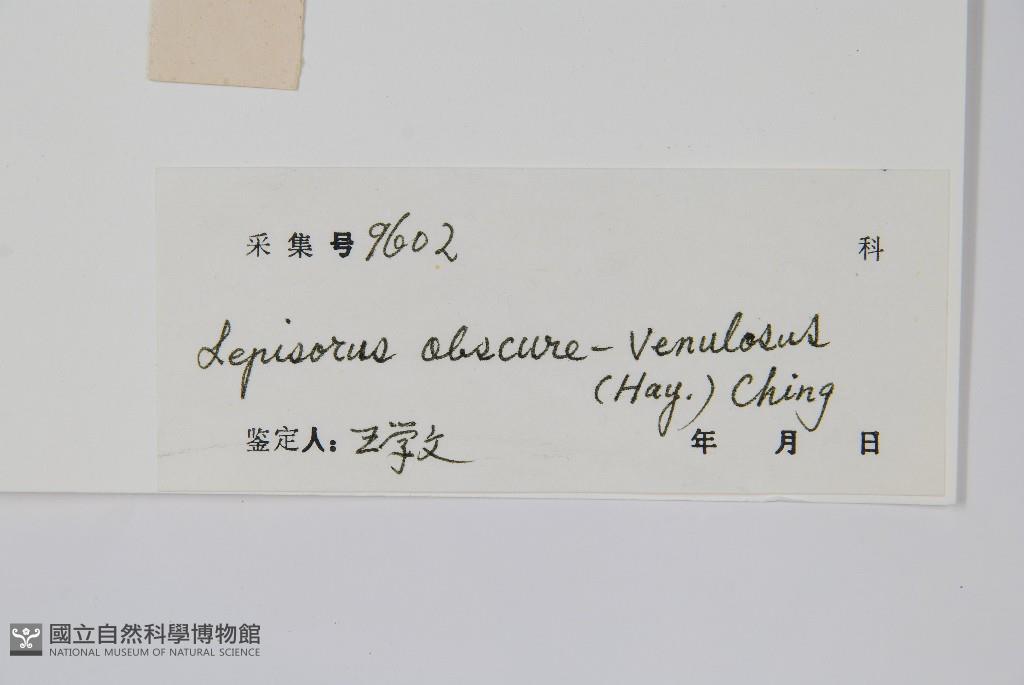 采集号 9602 科
Lepisorus obscure-venulosus
(Hay.) Ching
鉴定人: 王学文 年 月 日
國立自然科學博物館
NATIONAL MUSEUM OF NATURAL SCIENCE